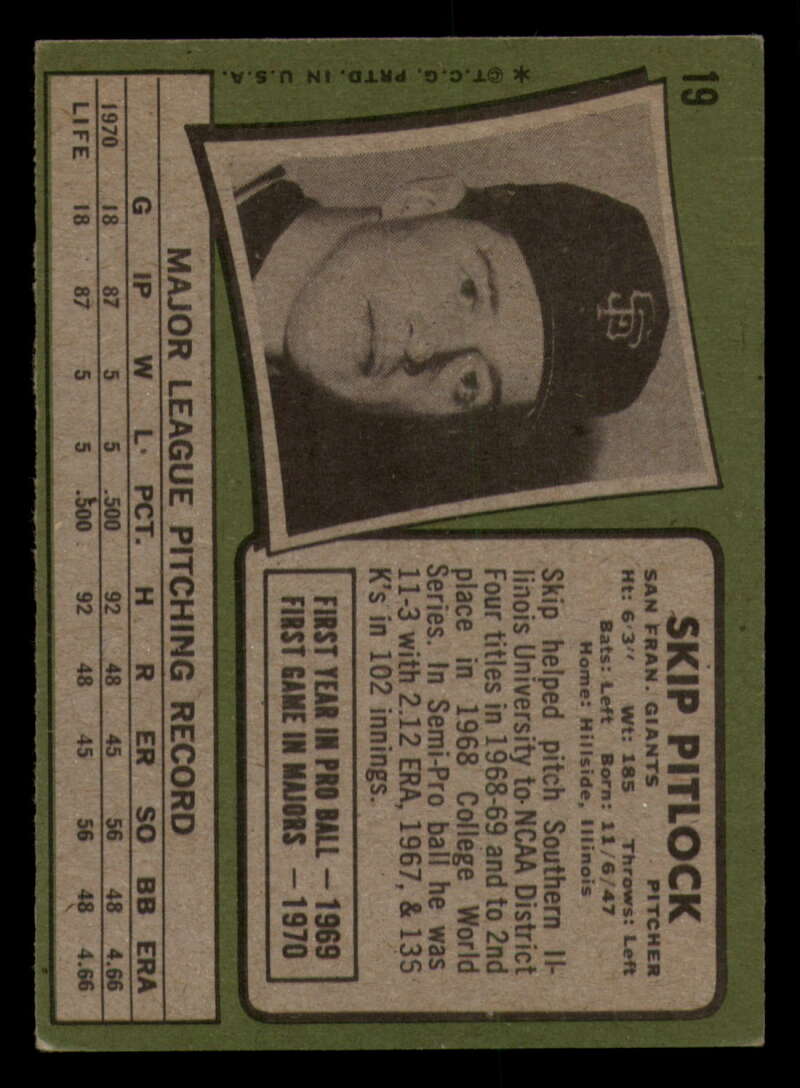 19
* ©T.C.G. PRTD. IN U.S.A.
SF
SKIP PITLOCK
SAN FRAN. GIANTS PITCHER
Ht: 6'3" Wt: 185 Throws: Left
Bats: Left Born: 11/6/47
Home: Hillside, Illinois
Skip helped pitch Southern Il-
linois University to NCAA District
Four titles in 1968-69 and to 2nd
place in 1968 College World
Series. In Semi-Pro ball he was
11-3 with 2.12 ERA, 1967, & 135
K's in 102 innings.
FIRST YEAR IN PRO BALL — 1969
FIRST GAME IN MAJORS — 1970
MAJOR LEAGUE PITCHING RECORD
G IP W L PCT. H R ER SO BB ERA
1970 18 87 5 5 .500 92 48 45 56 48 4.66
LIFE 18 87 5 5 .500 92 48 45 56 48 4.66